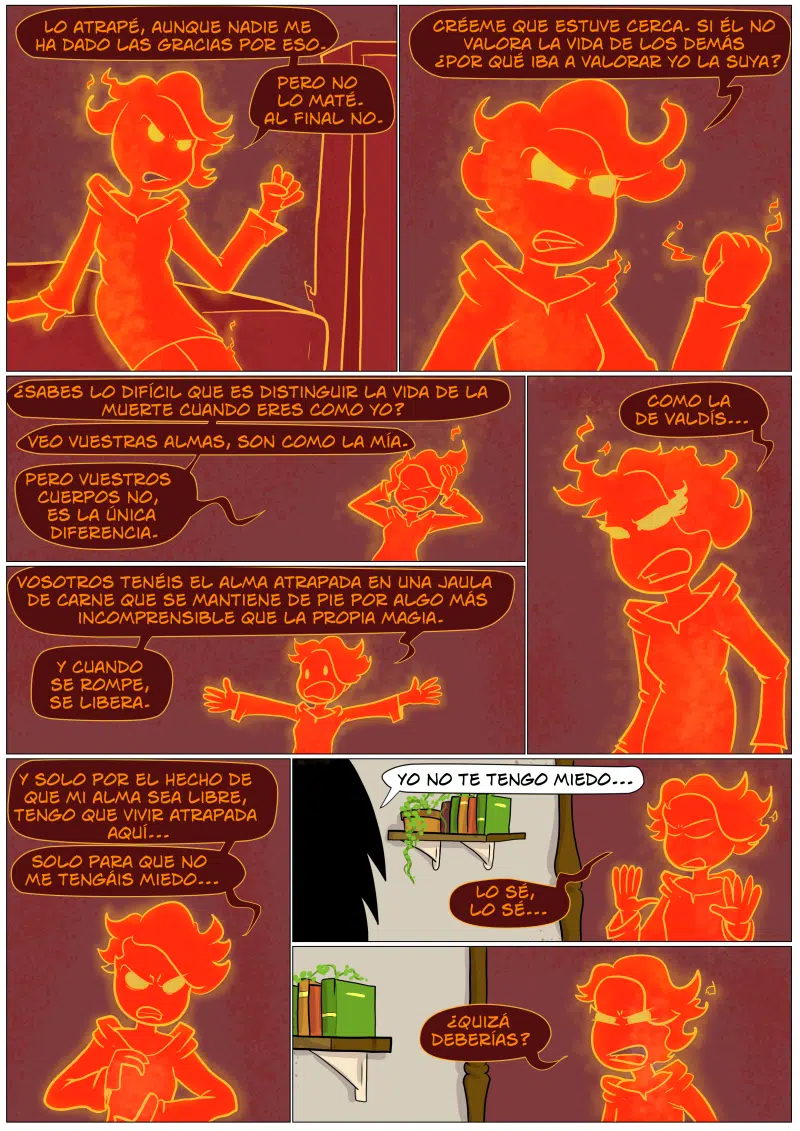 LO ATRAPÉ, AUNQUE NADIE ME
HA DADO LAS GRACIAS POR ESO.
PERO NO
LO MATÉ.
AL FINAL NO.
CRÉEME QUE ESTUVE CERCA. SI ÉL NO
VALORA LA VIDA DE LOS DEMÁS
¿POR QUÉ IBA A VALORAR YO LA SUYA?
¿SABES LO DIFÍCIL QUE ES DISTINGUIR LA VIDA DE LA
MUERTE CUANDO ERES COMO YO?
VEO VUESTRAS ALMAS, SON COMO LA MÍA.
PERO VUESTROS
CUERPOS NO,
ES LA ÚNICA
DIFERENCIA.
COMO LA
DE VALDÍS...
VOSOTROS TENÉIS EL ALMA ATRAPADA EN UNA JAULA
DE CARNE QUE SE MANTIENE DE PIE POR ALGO MÁS
INCOMPRENSIBLE QUE LA PROPIA MAGIA.
Y CUANDO
SE ROMPE,
SE LIBERA.
Y SOLO POR EL HECHO DE
QUE MI ALMA SEA LIBRE,
TENGO QUE VIVIR ATRAPADA
AQUÍ...
SOLO PARA QUE NO
ME TENGÁIS MIEDO...
YO NO TE TENGO MIEDO...
LO SÉ,
LO SÉ...
¿QUIZÁ
DEBERÍAS?